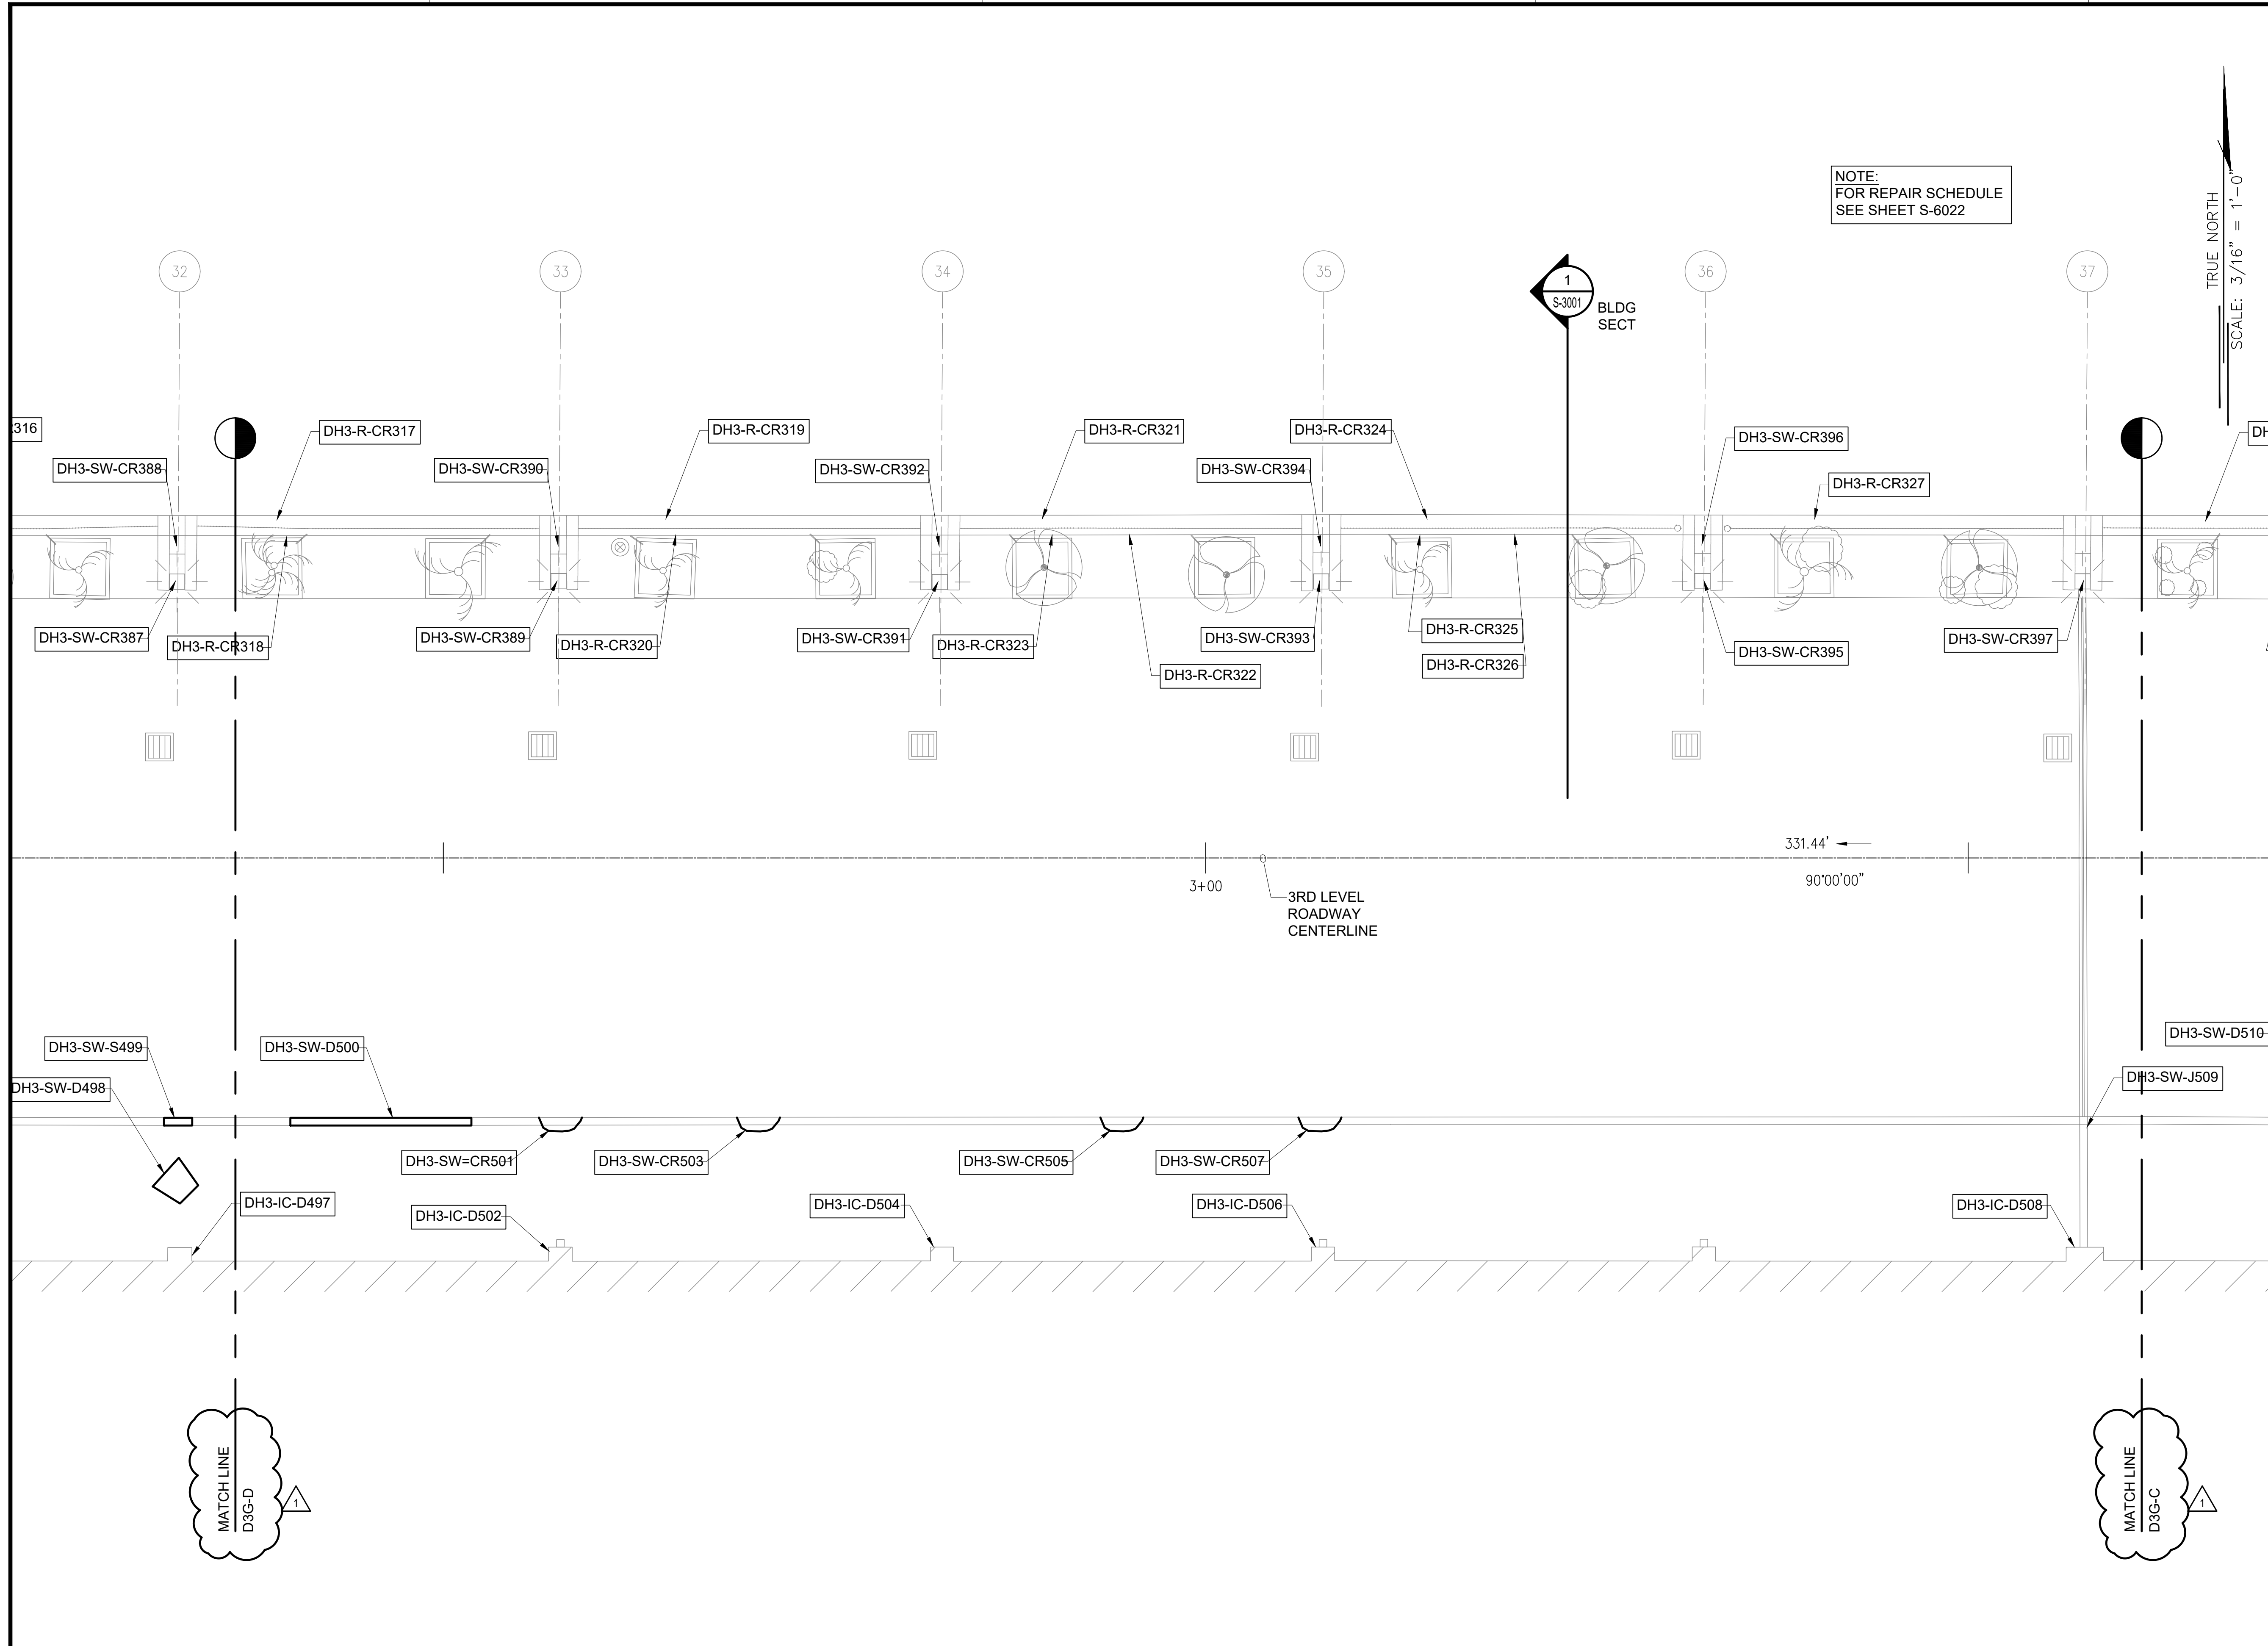 NOTE:
FOR REPAIR SCHEDULE
SEE SHEET S-6022
TRUE NORTH
SCALE: 3/16" = 1'-0"
32
33
34
35
36
37
1
S-3001
BLDG
SECT
316
DH3-R-CR317
DH3-R-CR319
DH3-R-CR321
DH3-R-CR324
DH3-SW-CR396
DH
DH3-SW-CR388
DH3-SW-CR390
DH3-SW-CR392
DH3-SW-CR394
DH3-R-CR327
DH3-SW-CR387
DH3-R-CR318
DH3-SW-CR389
DH3-R-CR320
DH3-SW-CR391
DH3-R-CR323
DH3-R-CR322
DH3-SW-CR393
DH3-R-CR325
DH3-R-CR326
DH3-SW-CR395
DH3-SW-CR397
331.44'
90°00'00"
3+00
3RD LEVEL
ROADWAY
CENTERLINE
DH3-SW-S499
DH3-SW-D500
DH3-SW-D510
DH3-SW-D498
DH3-SW-J509
DH3-SW=CR501
DH3-SW-CR503
DH3-SW-CR505
DH3-SW-CR507
DH3-IC-D497
DH3-IC-D502
DH3-IC-D504
DH3-IC-D506
DH3-IC-D508
MATCH LINE
D3G-D
1
MATCH LINE
D3G-C
1